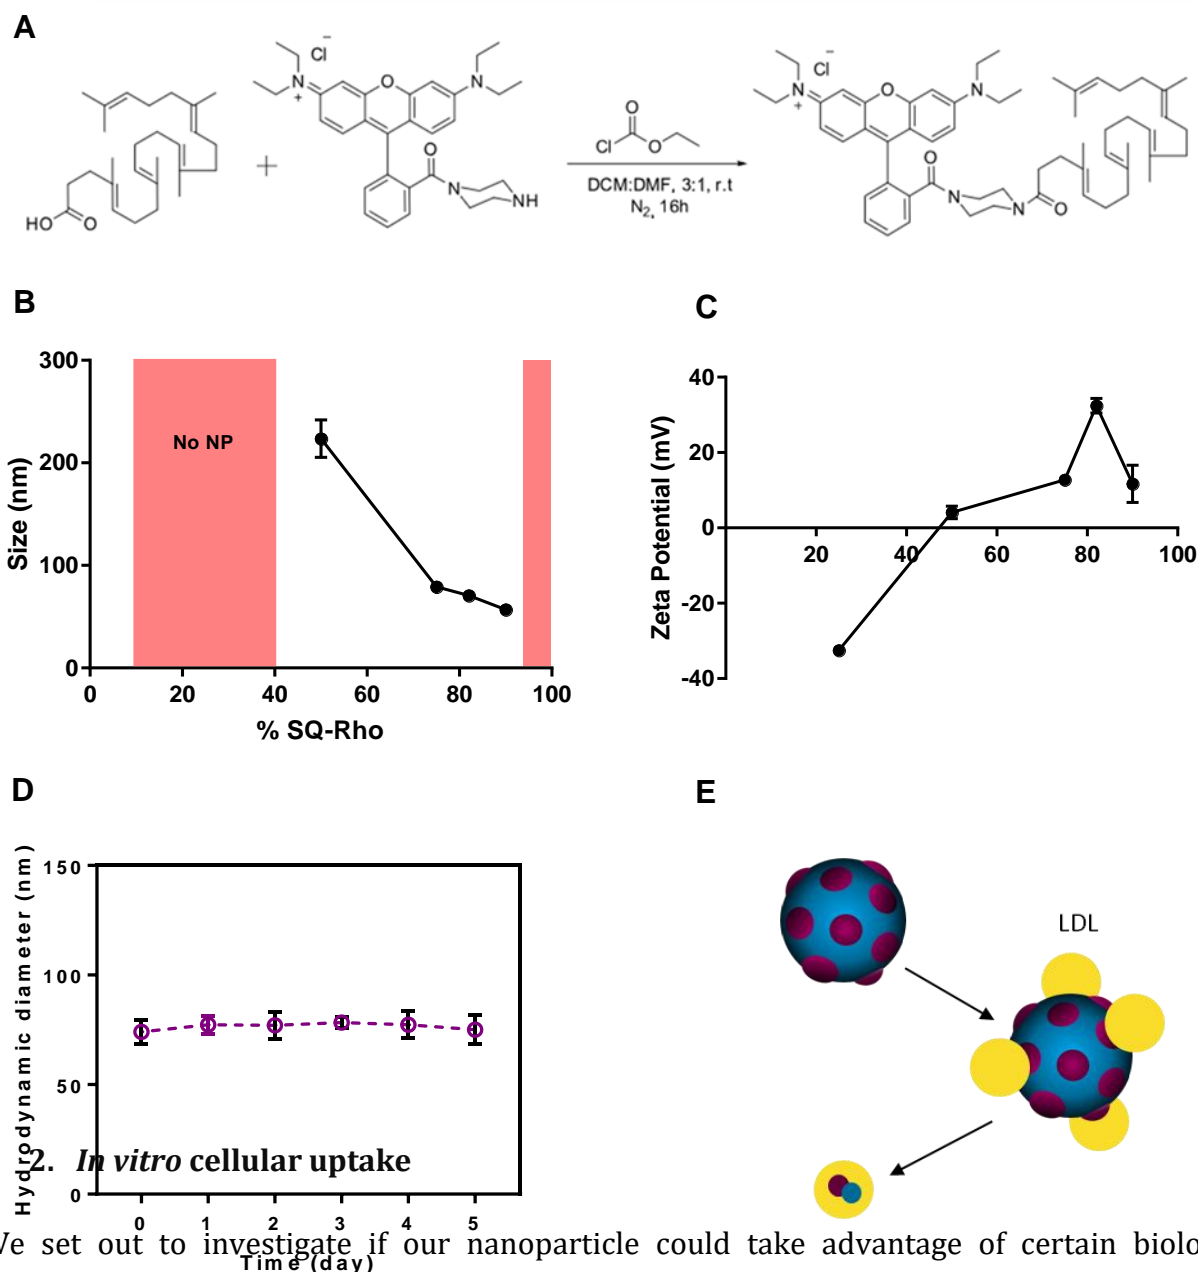 A
Cl
−
N
+
O
N
O
N
NH
HO
O
+
O
Cl
O
DCM:DMF, 3:1, r.t
N2, 16h
Cl
−
N
+
O
N
O
N
N
O
B
300
200
100
0
Size (nm)
No NP
0 20 40 60 80 100
% SQ-Rho
C
40
20
0
-20
-40
Zeta Potential (mV)
20 40 60 80 100
D
150
100
50
0
Hydrodynamic diameter (nm)
0 1 2 3 4 5
Time (day)
E
LDL
2. In vitro cellular uptake
set out to investigate if our nanoparticle could take advantage of certain